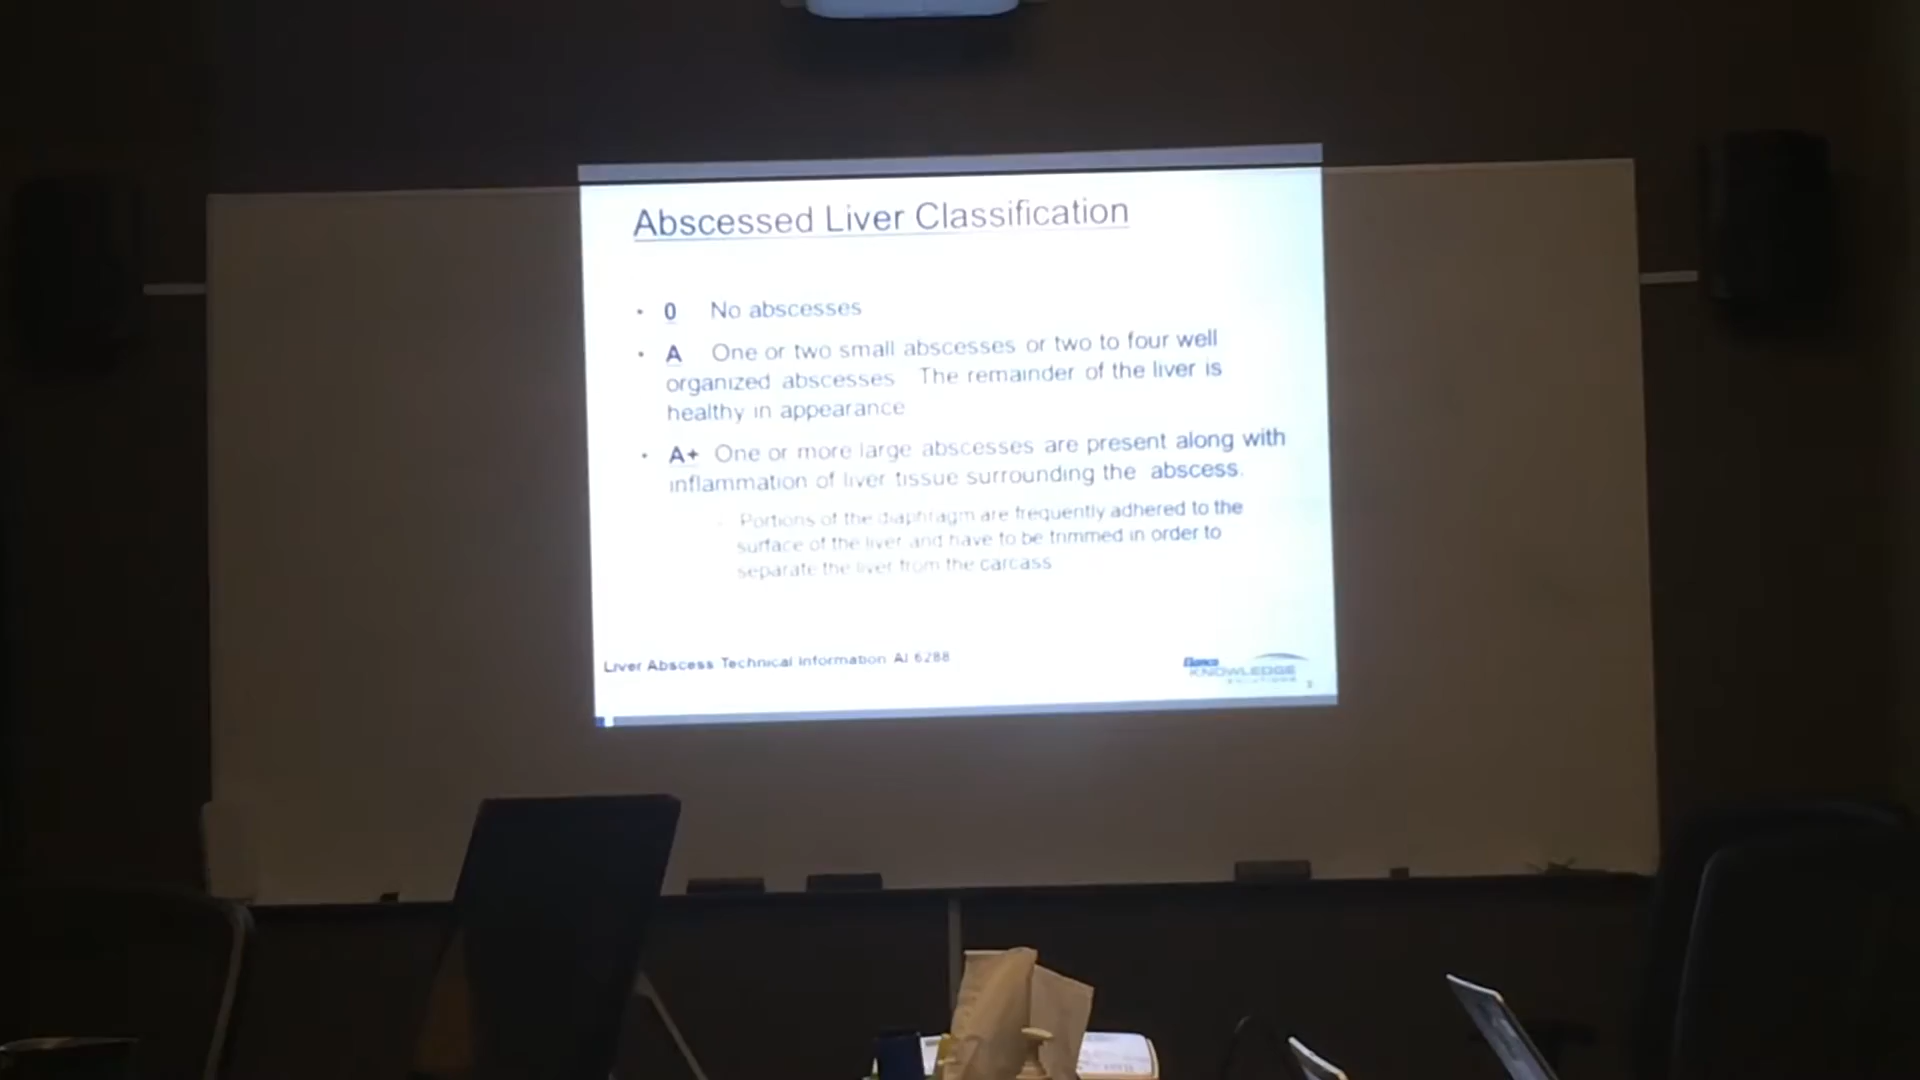 Abscessed Liver Classification
• 0 No abscesses
• A One or two small abscesses or two to four well
organized abscesses The remainder of the liver is
healthy in appearance
• A+ One or more large abscesses are present along with
inflammation of liver tissue surrounding the abscess.
Portions of the diaphragm are frequently adhered to the
surface of the liver and have to be trimmed in order to
separate the liver from the carcass
Liver Abscess Technical Information AI 6288
Elanco
KNOWLEDGE
SOLUTIONS